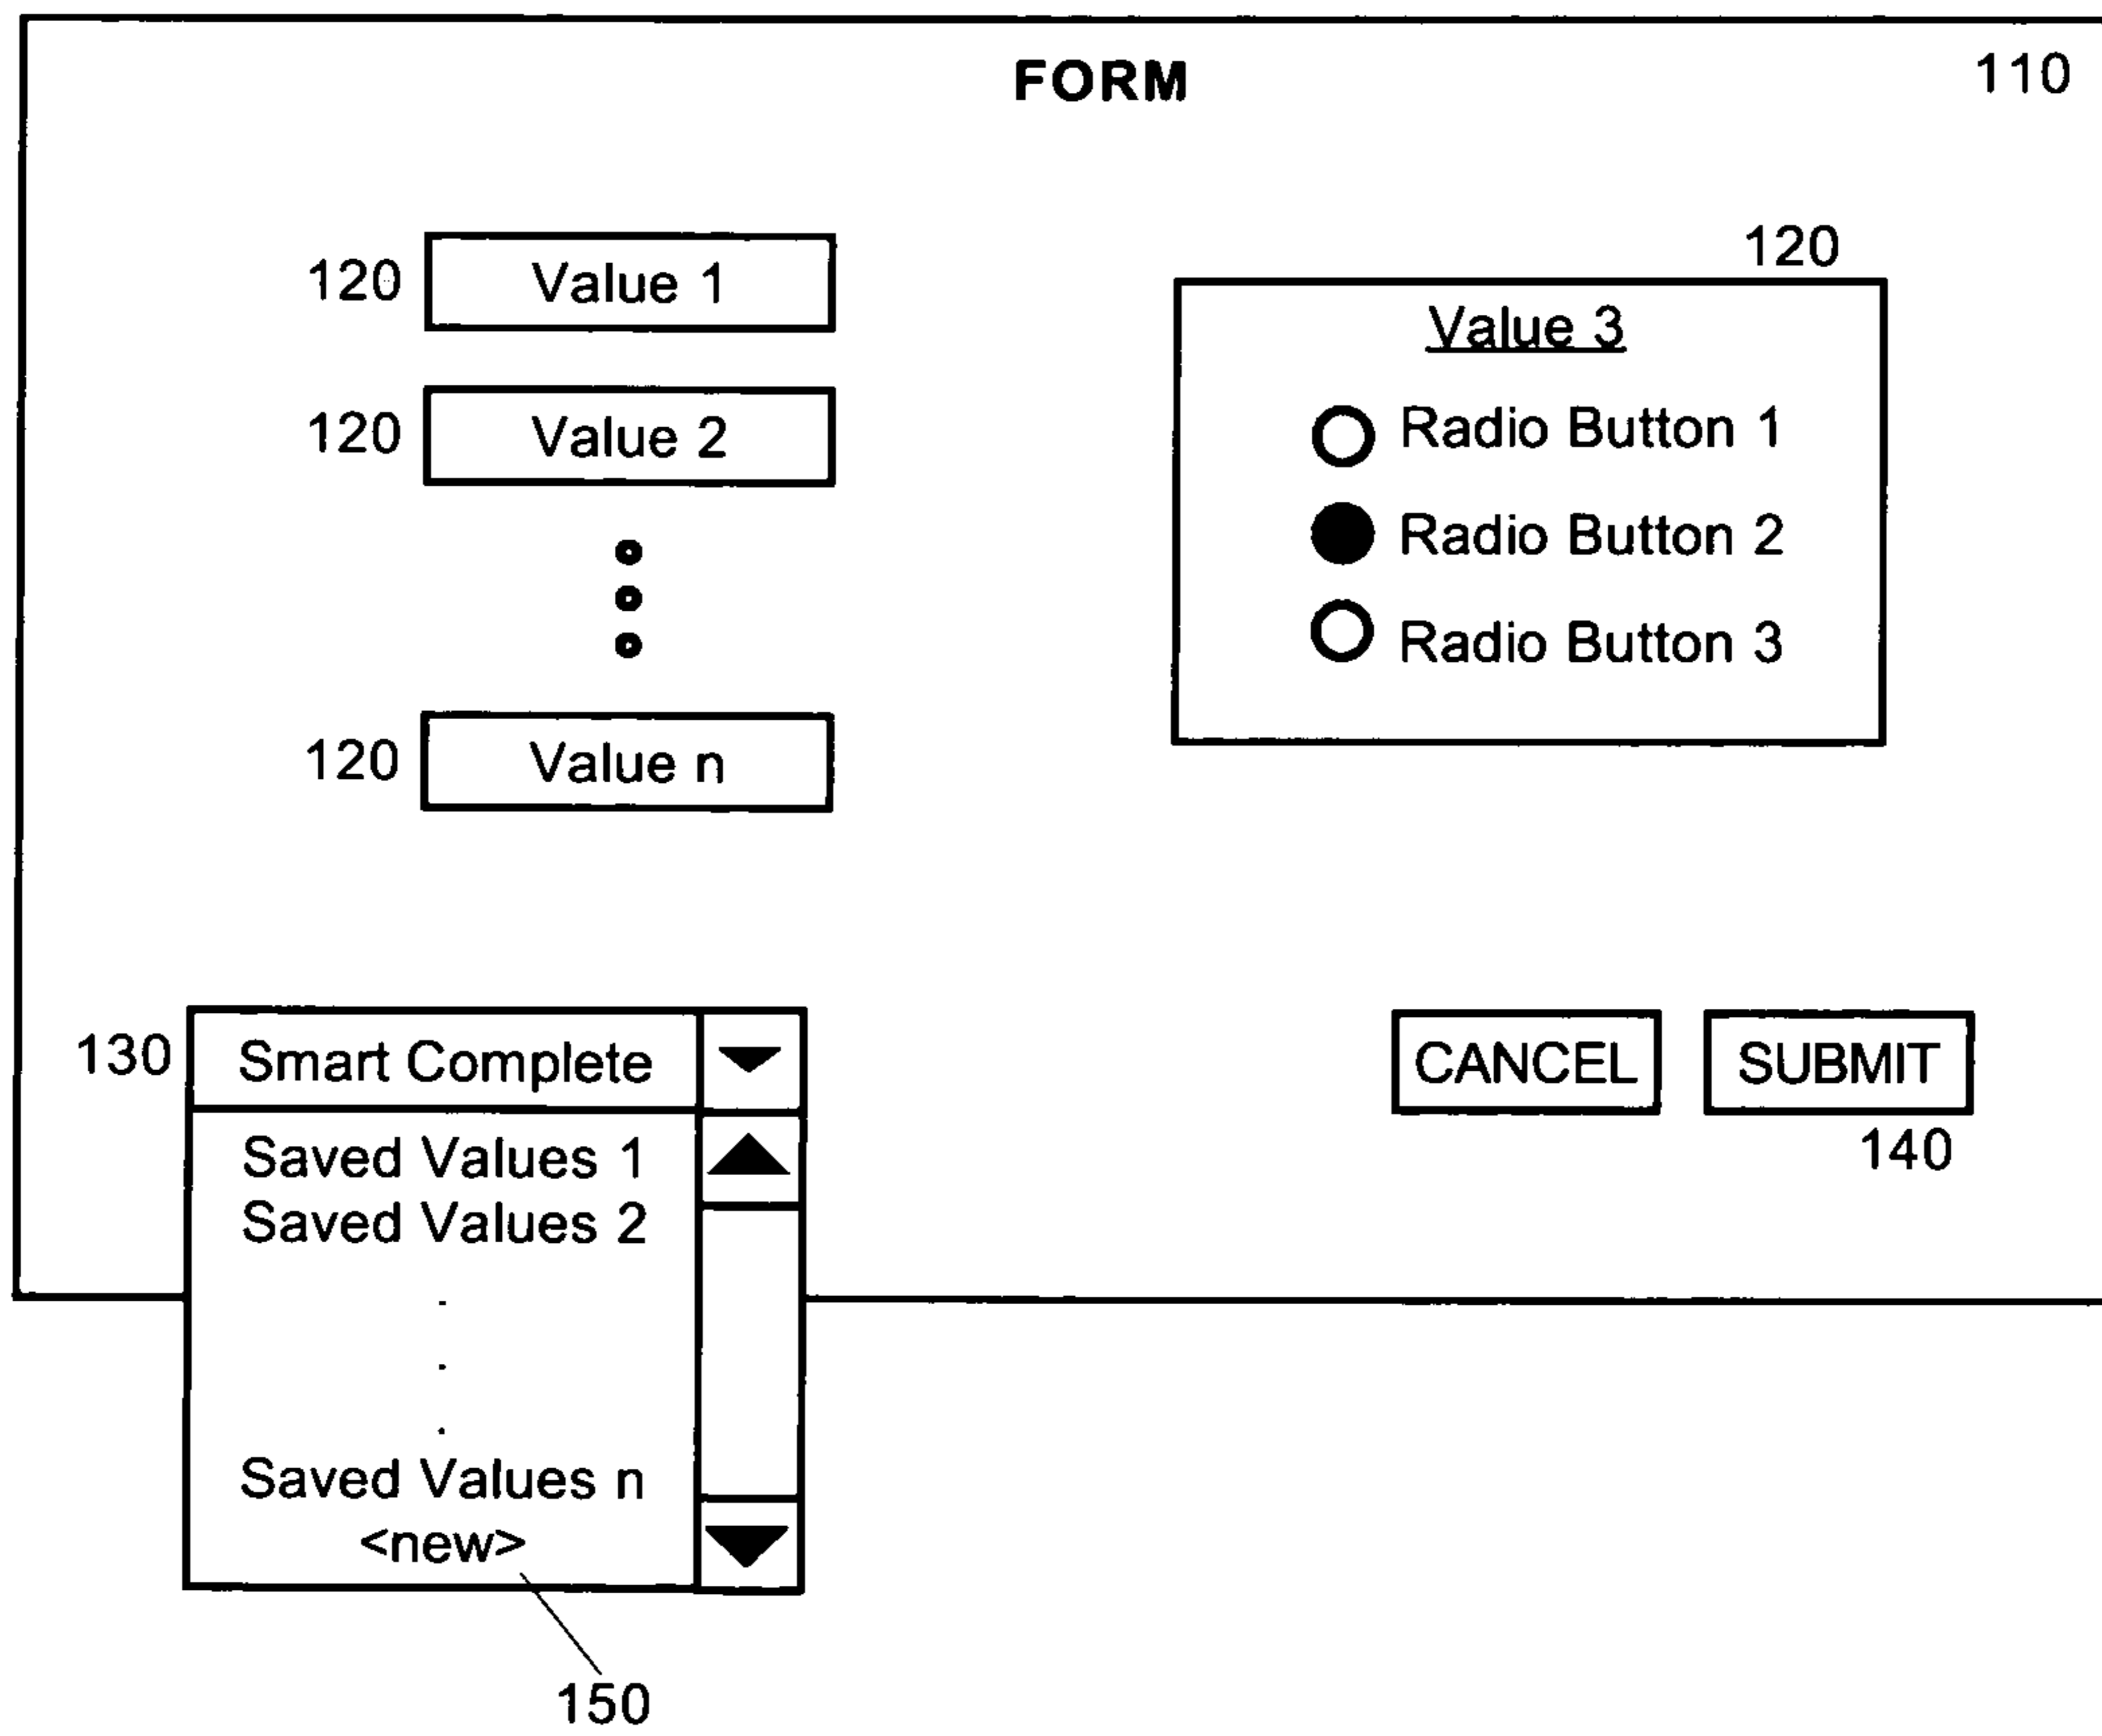 FORM
110
120
Value 1
120
Value 2
120
Value n
120
Value 3
Radio Button 1
Radio Button 2
Radio Button 3
130
Smart Complete
Saved Values 1
Saved Values 2
.
.
.
Saved Values n
<new>
150
CANCEL
SUBMIT
140